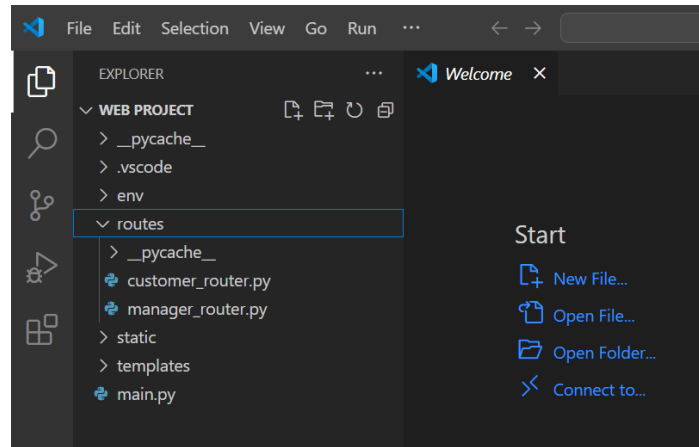 File Edit Selection View Go Run ...
EXPLORER ...
WEB PROJECT
__pycache__
.vscode
env
routes
__pycache__
customer_router.py
manager_router.py
static
templates
main.py
Welcome
Start
New File...
Open File...
Open Folder...
Connect to...